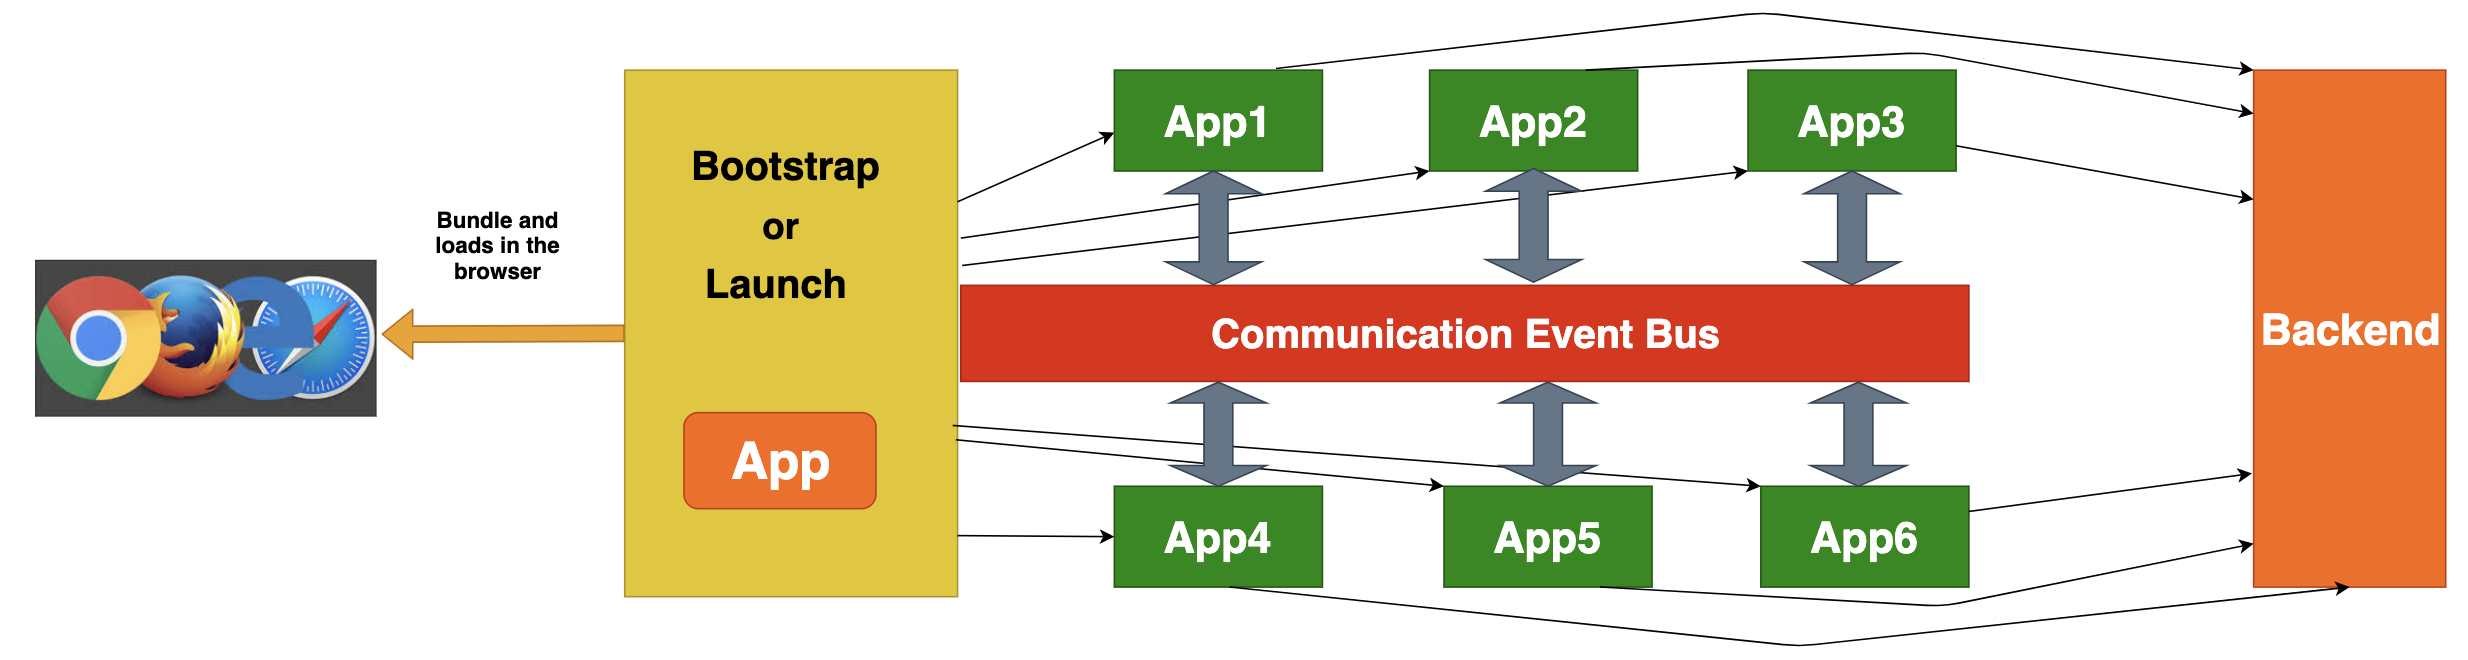 Bundle and
loads in the
browser
Bootstrap
or
Launch
App
App1
App2
App3
Communication Event Bus
App4
App5
App6
Backend